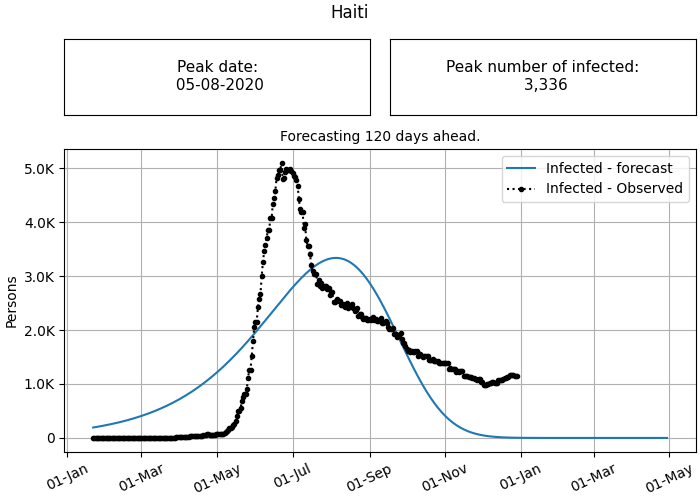 Haiti
Peak date:
05-08-2020
Peak number of infected:
3,336
Forecasting 120 days ahead.
Infected - forecast
Infected - Observed
5.0K
4.0K
3.0K
2.0K
1.0K
0
Persons
01-Jan
01-Mar
01-May
01-Jul
01-Sep
01-Nov
01-Jan
01-Mar
01-May